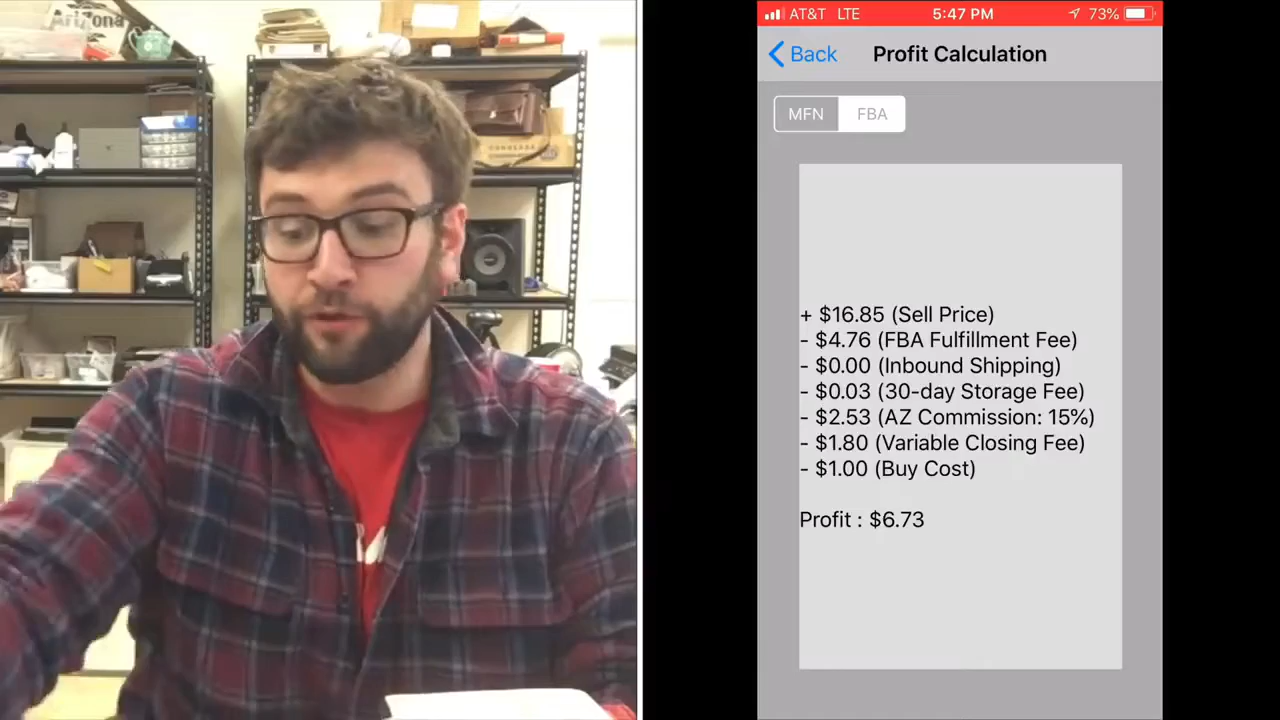 Arizona
AT&T LTE 5:47 PM 73%
Back Profit Calculation
MFN FBA
+ $16.85 (Sell Price)
- $4.76 (FBA Fulfillment Fee)
- $0.00 (Inbound Shipping)
- $0.03 (30-day Storage Fee)
- $2.53 (AZ Commission: 15%)
- $1.80 (Variable Closing Fee)
- $1.00 (Buy Cost)
Profit : $6.73